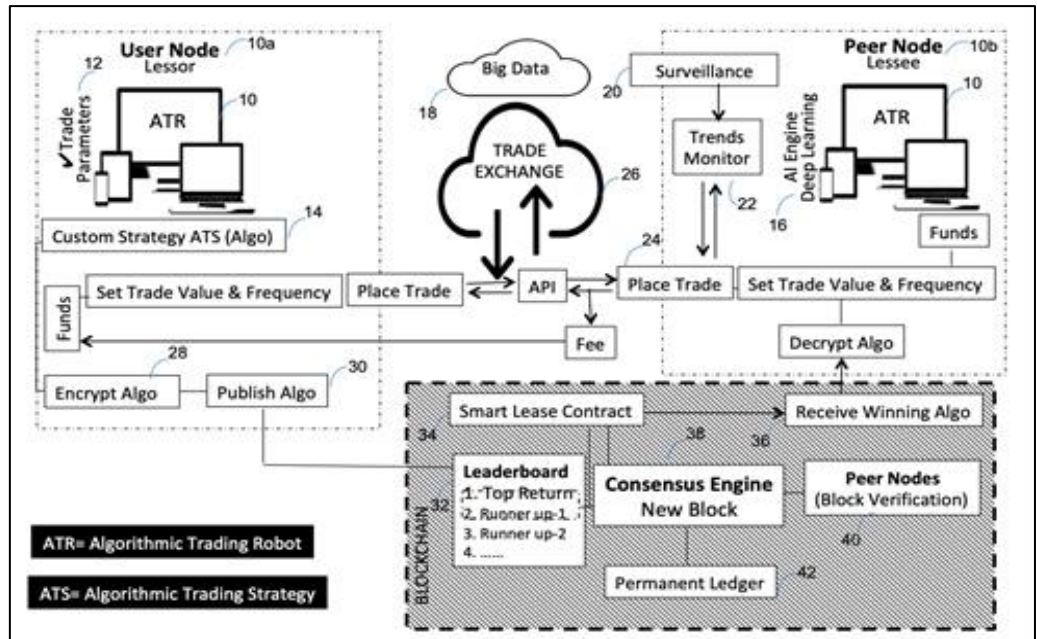 User Node
10a
Lessor
12
✔Trade
Parameters
10
ATR
14
Custom Strategy ATS (Algo)
Set Trade Value & Frequency
Place Trade
Funds
28
30
Encrypt Algo
Publish Algo
Big Data
18
TRADE
EXCHANGE
26
API
Fee
20
Surveillance
Trends
Monitor
22
24
Place Trade
Peer Node
10b
Lessee
10
ATR
AI Engine
Deep Learning
16
Funds
Set Trade Value & Frequency
Decrypt Algo
Smart Lease Contract
34
38
36
Receive Winning Algo
Leaderboard
1. Top Return
2. Runner up-1
3. Runner up-2
4. ......
32
Consensus Engine
New Block
Peer Nodes
(Block Verification)
40
Permanent Ledger
42
BLOCKCHAIN
ATR= Algorithmic Trading Robot
ATS= Algorithmic Trading Strategy